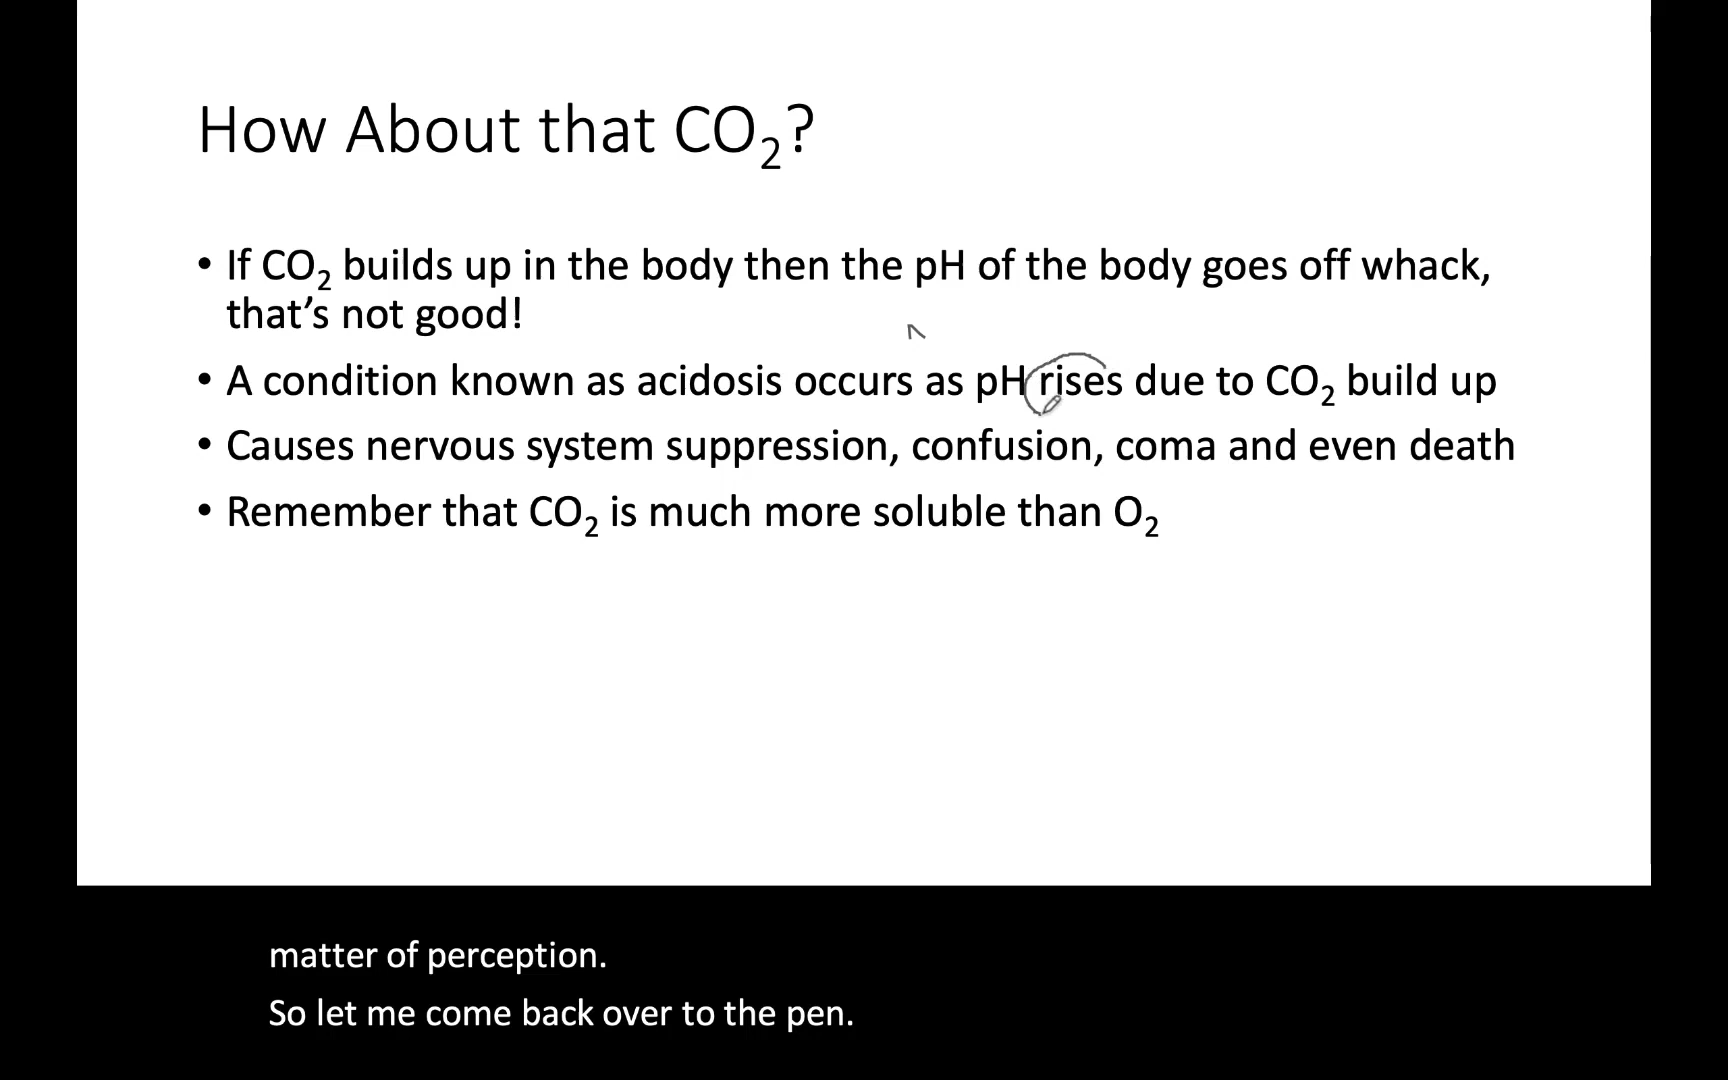 How About that CO₂?
• If CO₂ builds up in the body then the pH of the body goes off whack,
that’s not good!
• A condition known as acidosis occurs as pH rises due to CO₂ build up
• Causes nervous system suppression, confusion, coma and even death
• Remember that CO₂ is much more soluble than O₂
matter of perception.
So let me come back over to the pen.